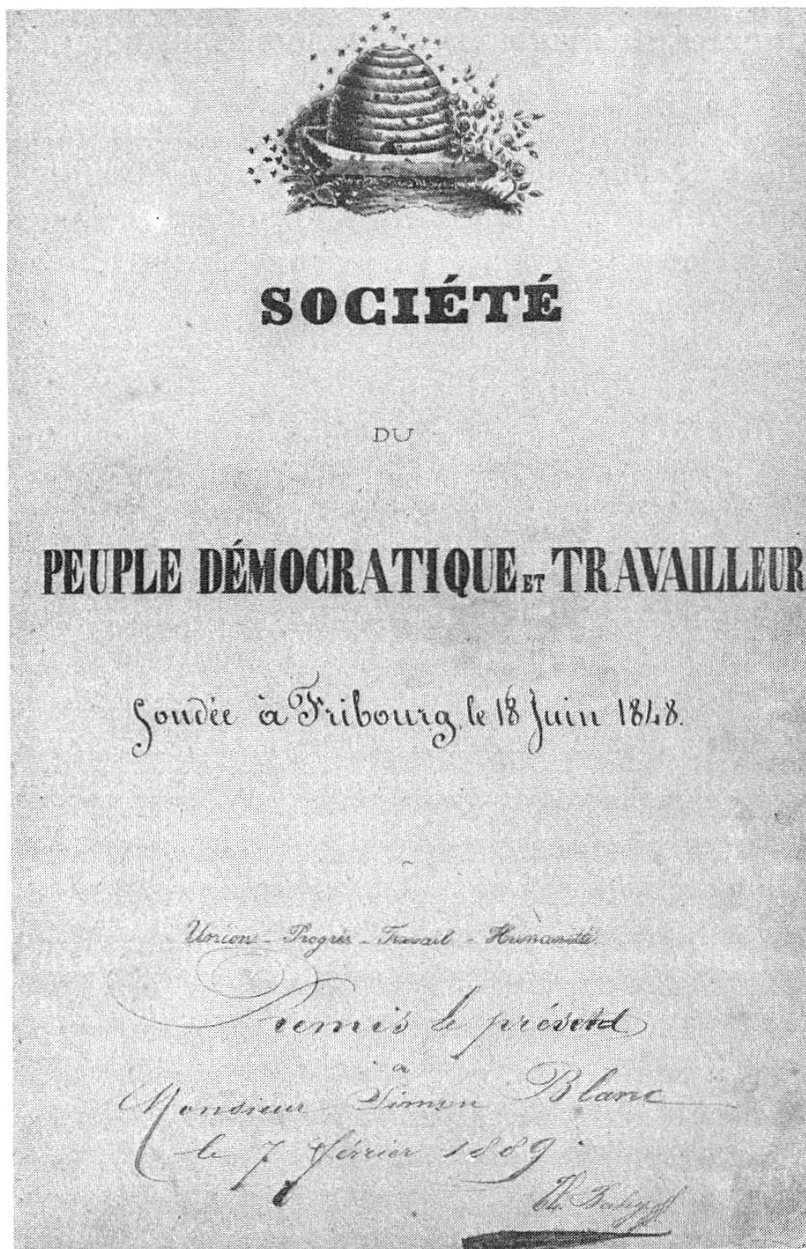 SOCIÉTÉ
DU
PEUPLE DÉMOCRATIQUE ET TRAVAILLEUR
fondée à Fribourg, le 18 Juin 1848.
Union - Progrès - Travail - Humanité.
Remis le présent
a
Monsieur Simon Blanc
le 7 février 1889.